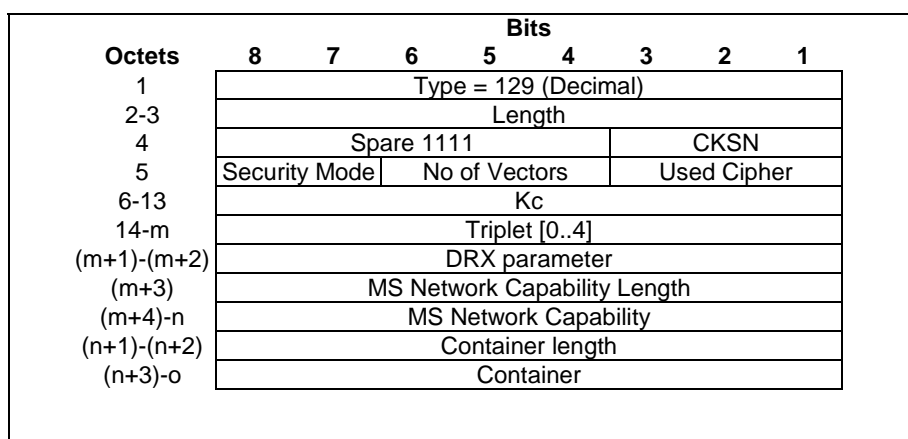 Bits
Octets 8 7 6 5 4 3 2 1
1 Type = 129 (Decimal)
2-3 Length
4 Spare 1111 CKSN
5 Security Mode No of Vectors Used Cipher
6-13 Kc
14-m Triplet [0..4]
(m+1)-(m+2) DRX parameter
(m+3) MS Network Capability Length
(m+4)-n MS Network Capability
(n+1)-(n+2) Container length
(n+3)-o Container